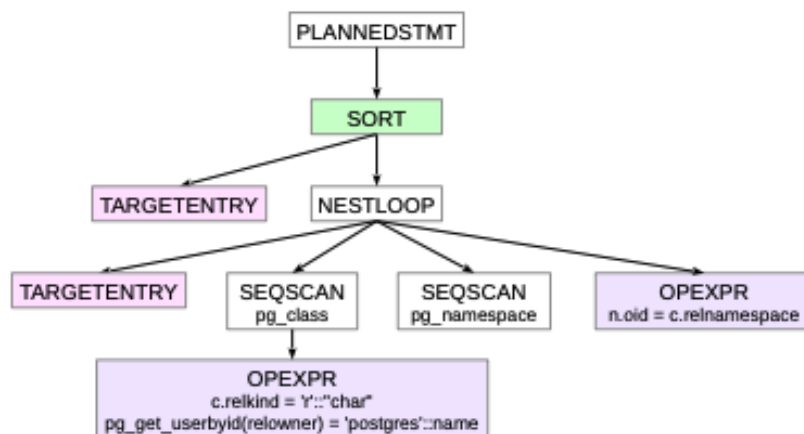 PLANNEDSTMT
SORT
TARGETENTRY
NESTLOOP
TARGETENTRY
SEQSCAN
pg_class
SEQSCAN
pg_namespace
OPEXPR
n.oid = c.relnamespace
OPEXPR
c.relkind = 'r'::"char"
pg_get_userbyid(relowner) = 'postgres'::name